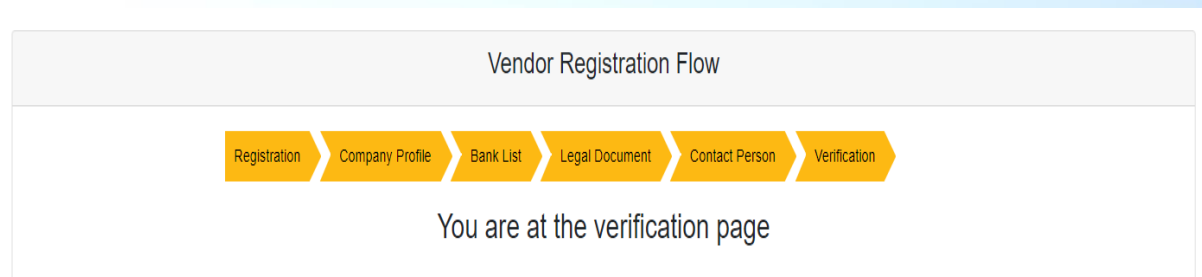 Vendor Registration Flow
Registration Company Profile Bank List Legal Document Contact Person Verification
You are at the verification page